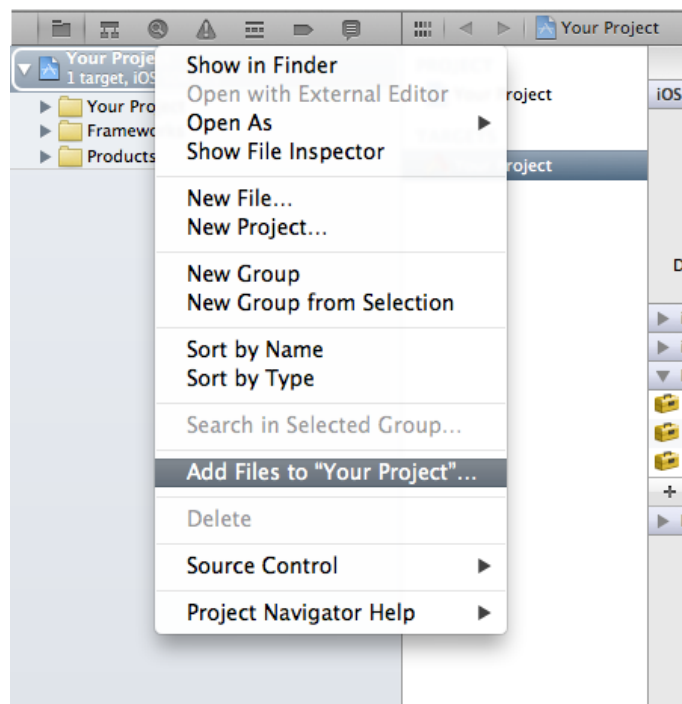 Your Project
Your Proje
1 target, iOS
Your Pro
Framewo
Products
Show in Finder
Open with External Editor
Open As
Show File Inspector
New File...
New Project...
New Group
New Group from Selection
Sort by Name
Sort by Type
Search in Selected Group...
Add Files to “Your Project”...
Delete
Source Control
Project Navigator Help
roject
roject
iOS
D